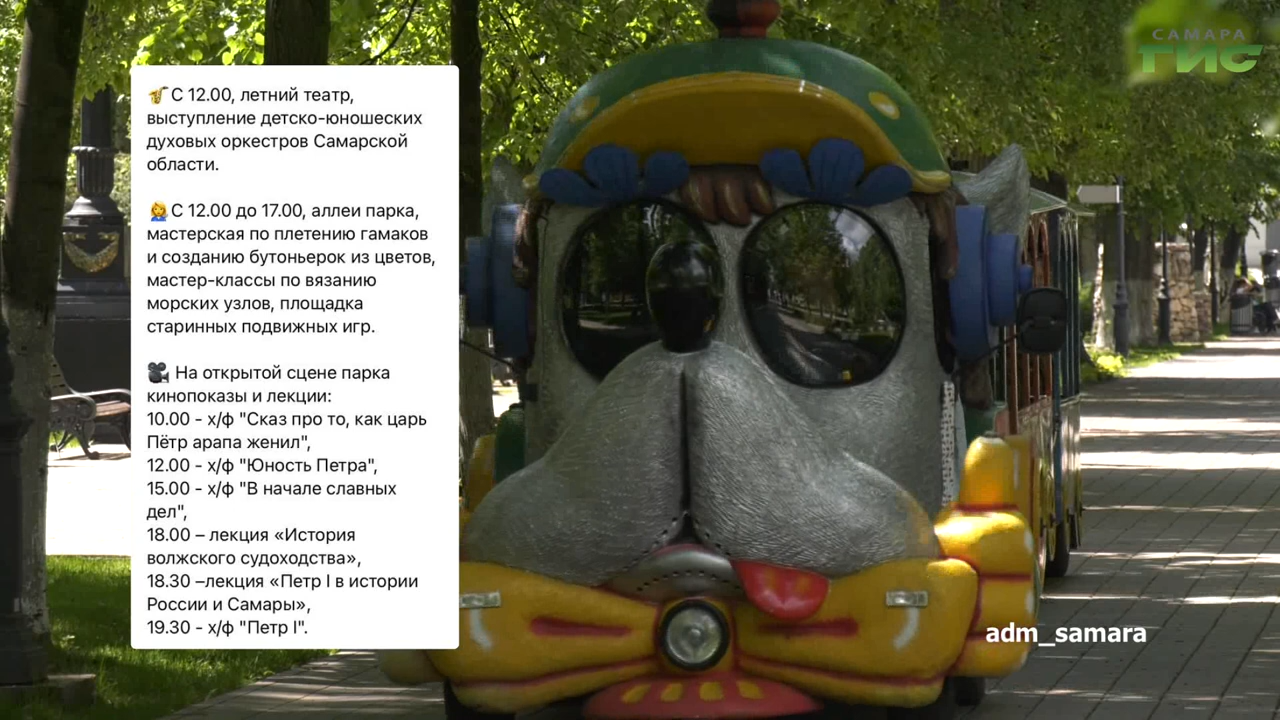 САМАРА
ГИС
С 12.00, летний театр,
выступление детско-юношеских
духовых оркестров Самарской
области.
С 12.00 до 17.00, аллеи парка,
мастерская по плетению гамаков
и созданию бутоньерок из цветов,
мастер-классы по вязанию
морских узлов, площадка
старинных подвижных игр.
На открытой сцене парка
кинопоказы и лекции:
10.00 - х/ф "Сказ про то, как царь
Пётр арапа женил",
12.00 - х/ф "Юность Петра",
15.00 - х/ф "В начале славных
дел",
18.00 – лекция «История
волжского судоходства»,
18.30 –лекция «Петр I в истории
России и Самары»,
19.30 - х/ф "Петр I".
adm_samara